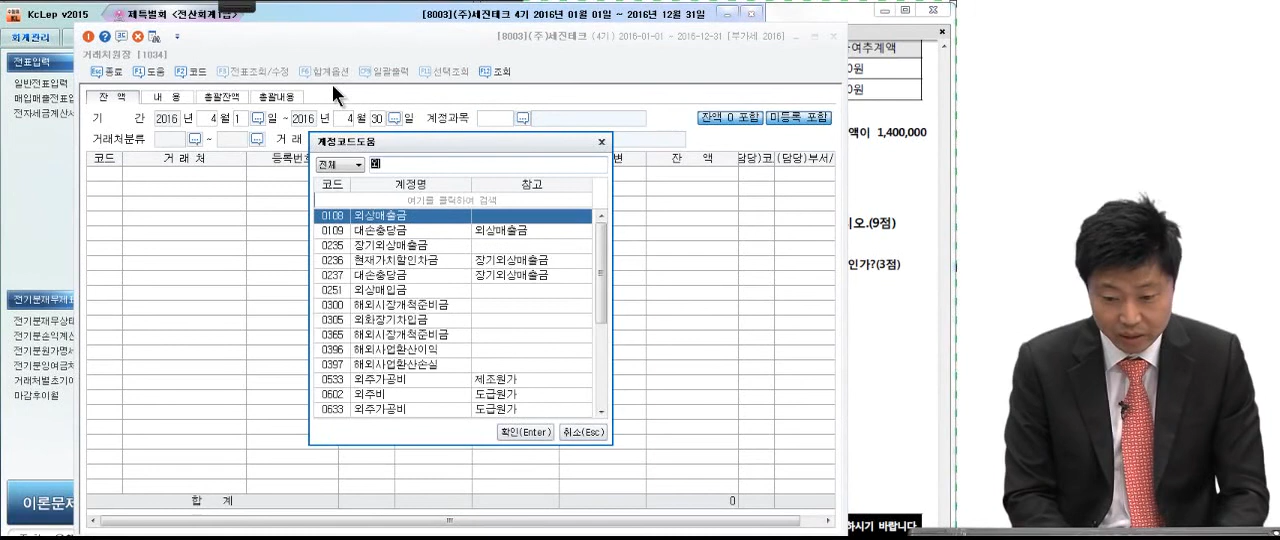 KcLep v2015
제특별회 <전산회계1급>
[8003](주)세진테크 4기 2016년 01월 01일 ~ 2016년 12월 31일
회계관리
[8003](주)세진테크 (4기) 2016-01-01 ~ 2016-12-31 [부가세 2016]
거래처원장 [1034]
Esc 종료 F1 도움 F2 코드 F3 전표조회/수정 F6 합계옵션 CF9 일괄출력 F11 선택조회 F12 조회
전표입력
일반전표입력
매입매출전표입
전자세금계산서
잔 액 내 용 총괄잔액 총괄내용
기 간 2016 년 4 월 1 일 ~ 2016 년 4 월 30 일 계정과목 잔액 0 포함 미등록 포함
거래처분류 ~ 거 래
코드 거 래 처 등록번호 변 잔 액 담당)코 (담당)부서/
계정코드도움
전체 외
코드 계정명 참고
여기를 클릭하여 검색
0108 외상매출금
0109 대손충당금 외상매출금
0235 장기외상매출금
0236 현재가치할인차금 장기외상매출금
0237 대손충당금 장기외상매출금
0251 외상매입금
0300 해외시장개척준비금
0305 외화장기차입금
0365 해외시장개척준비금
0396 해외사업환산이익
0397 해외사업환산손실
0533 외주가공비 제조원가
0602 외주비 도급원가
0633 외주가공비 도급원가
확인(Enter) 취소(Esc)
합 계 0
전기분재무제표
전기분재무상태
전기분손익계산
전기분원가명세
전기분잉여금처
거래처별초기이
마감후이월
이론문제
여추계액
0원
0원
액이 1,400,000
오.(9점)
인가?(3점)
하시기 바랍니다